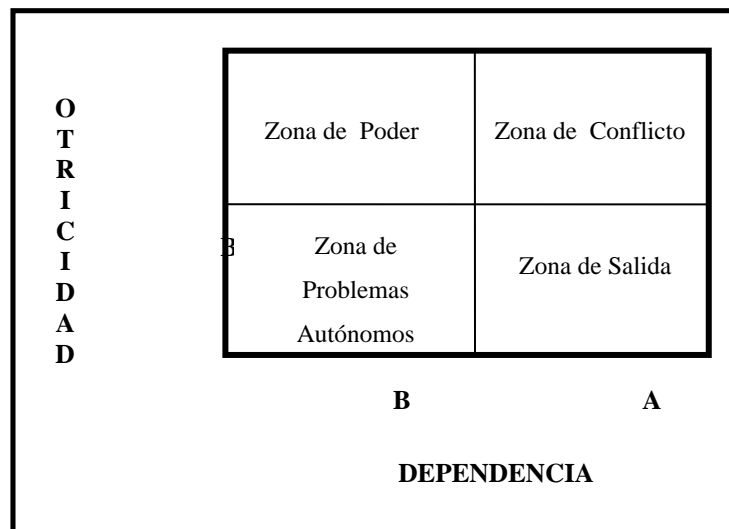 O
T
R
I
C
I
D
A
D
Zona de Poder
Zona de Conflicto
B
Zona de
Problemas
Autónomos
Zona de Salida
B A
DEPENDENCIA